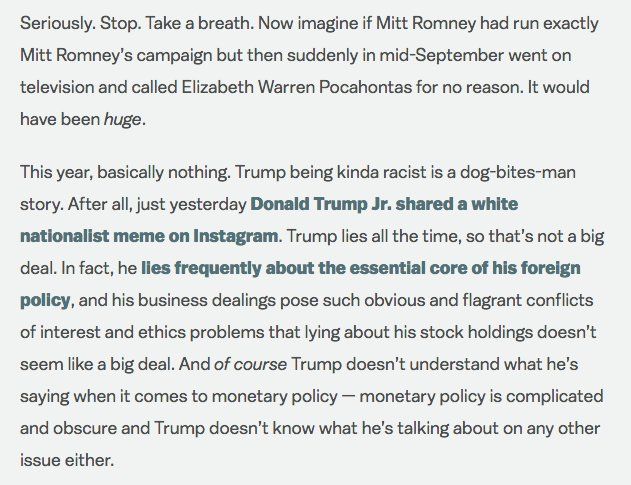 Seriously. Stop. Take a breath. Now imagine if Mitt Romney had run exactly
Mitt Romney's campaign but then suddenly in mid-September went on
television and called Elizabeth Warren Pocahontas for no reason. It would
have been huge.
This year, basically nothing. Trump being kinda racist is a dog-bites-man
story. After all, just yesterday Donald Trump Jr. shared a white
nationalist meme on Instagram. Trump lies all the time, so that's not a big
deal. In fact, he lies frequently about the essential core of his foreign
policy, and his business dealings pose such obvious and flagrant conflicts
of interest and ethics problems that lying about his stock holdings doesn't
seem like a big deal. And of course Trump doesn't understand what he's
saying when it comes to monetary policy — monetary policy is complicated
and obscure and Trump doesn't know what he's talking about on any other
issue either.